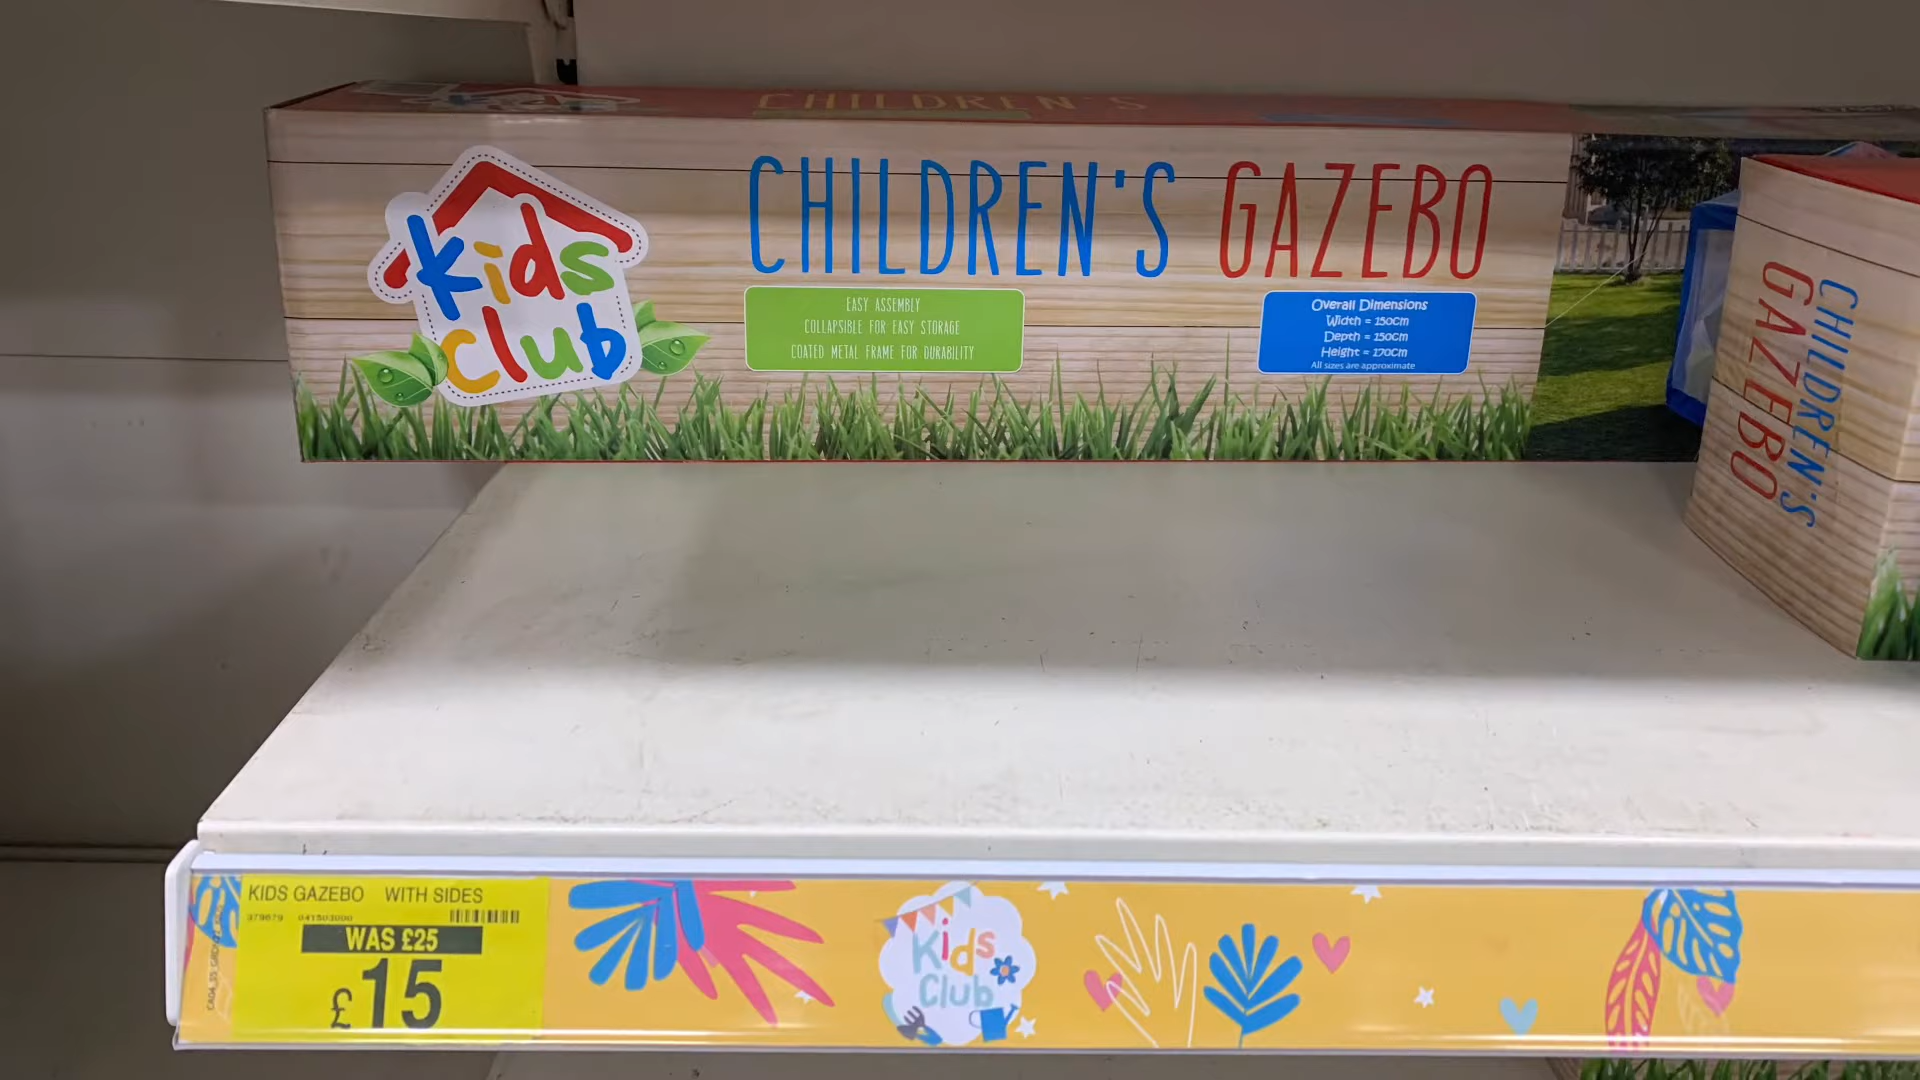 CHILDREN'S
kids
club
CHILDREN'S GAZEBO
EASY ASSEMBLY
COLLAPSIBLE FOR EASY STORAGE
COATED METAL FRAME FOR DURABILITY
Overall Dimensions
Width = 150cm
Depth = 150cm
Height = 170cm
All sizes are approximate
CHILDREN'S
GAZEBO
KIDS GAZEBO WITH SIDES
379679
WAS £25
£15
Kids
Club